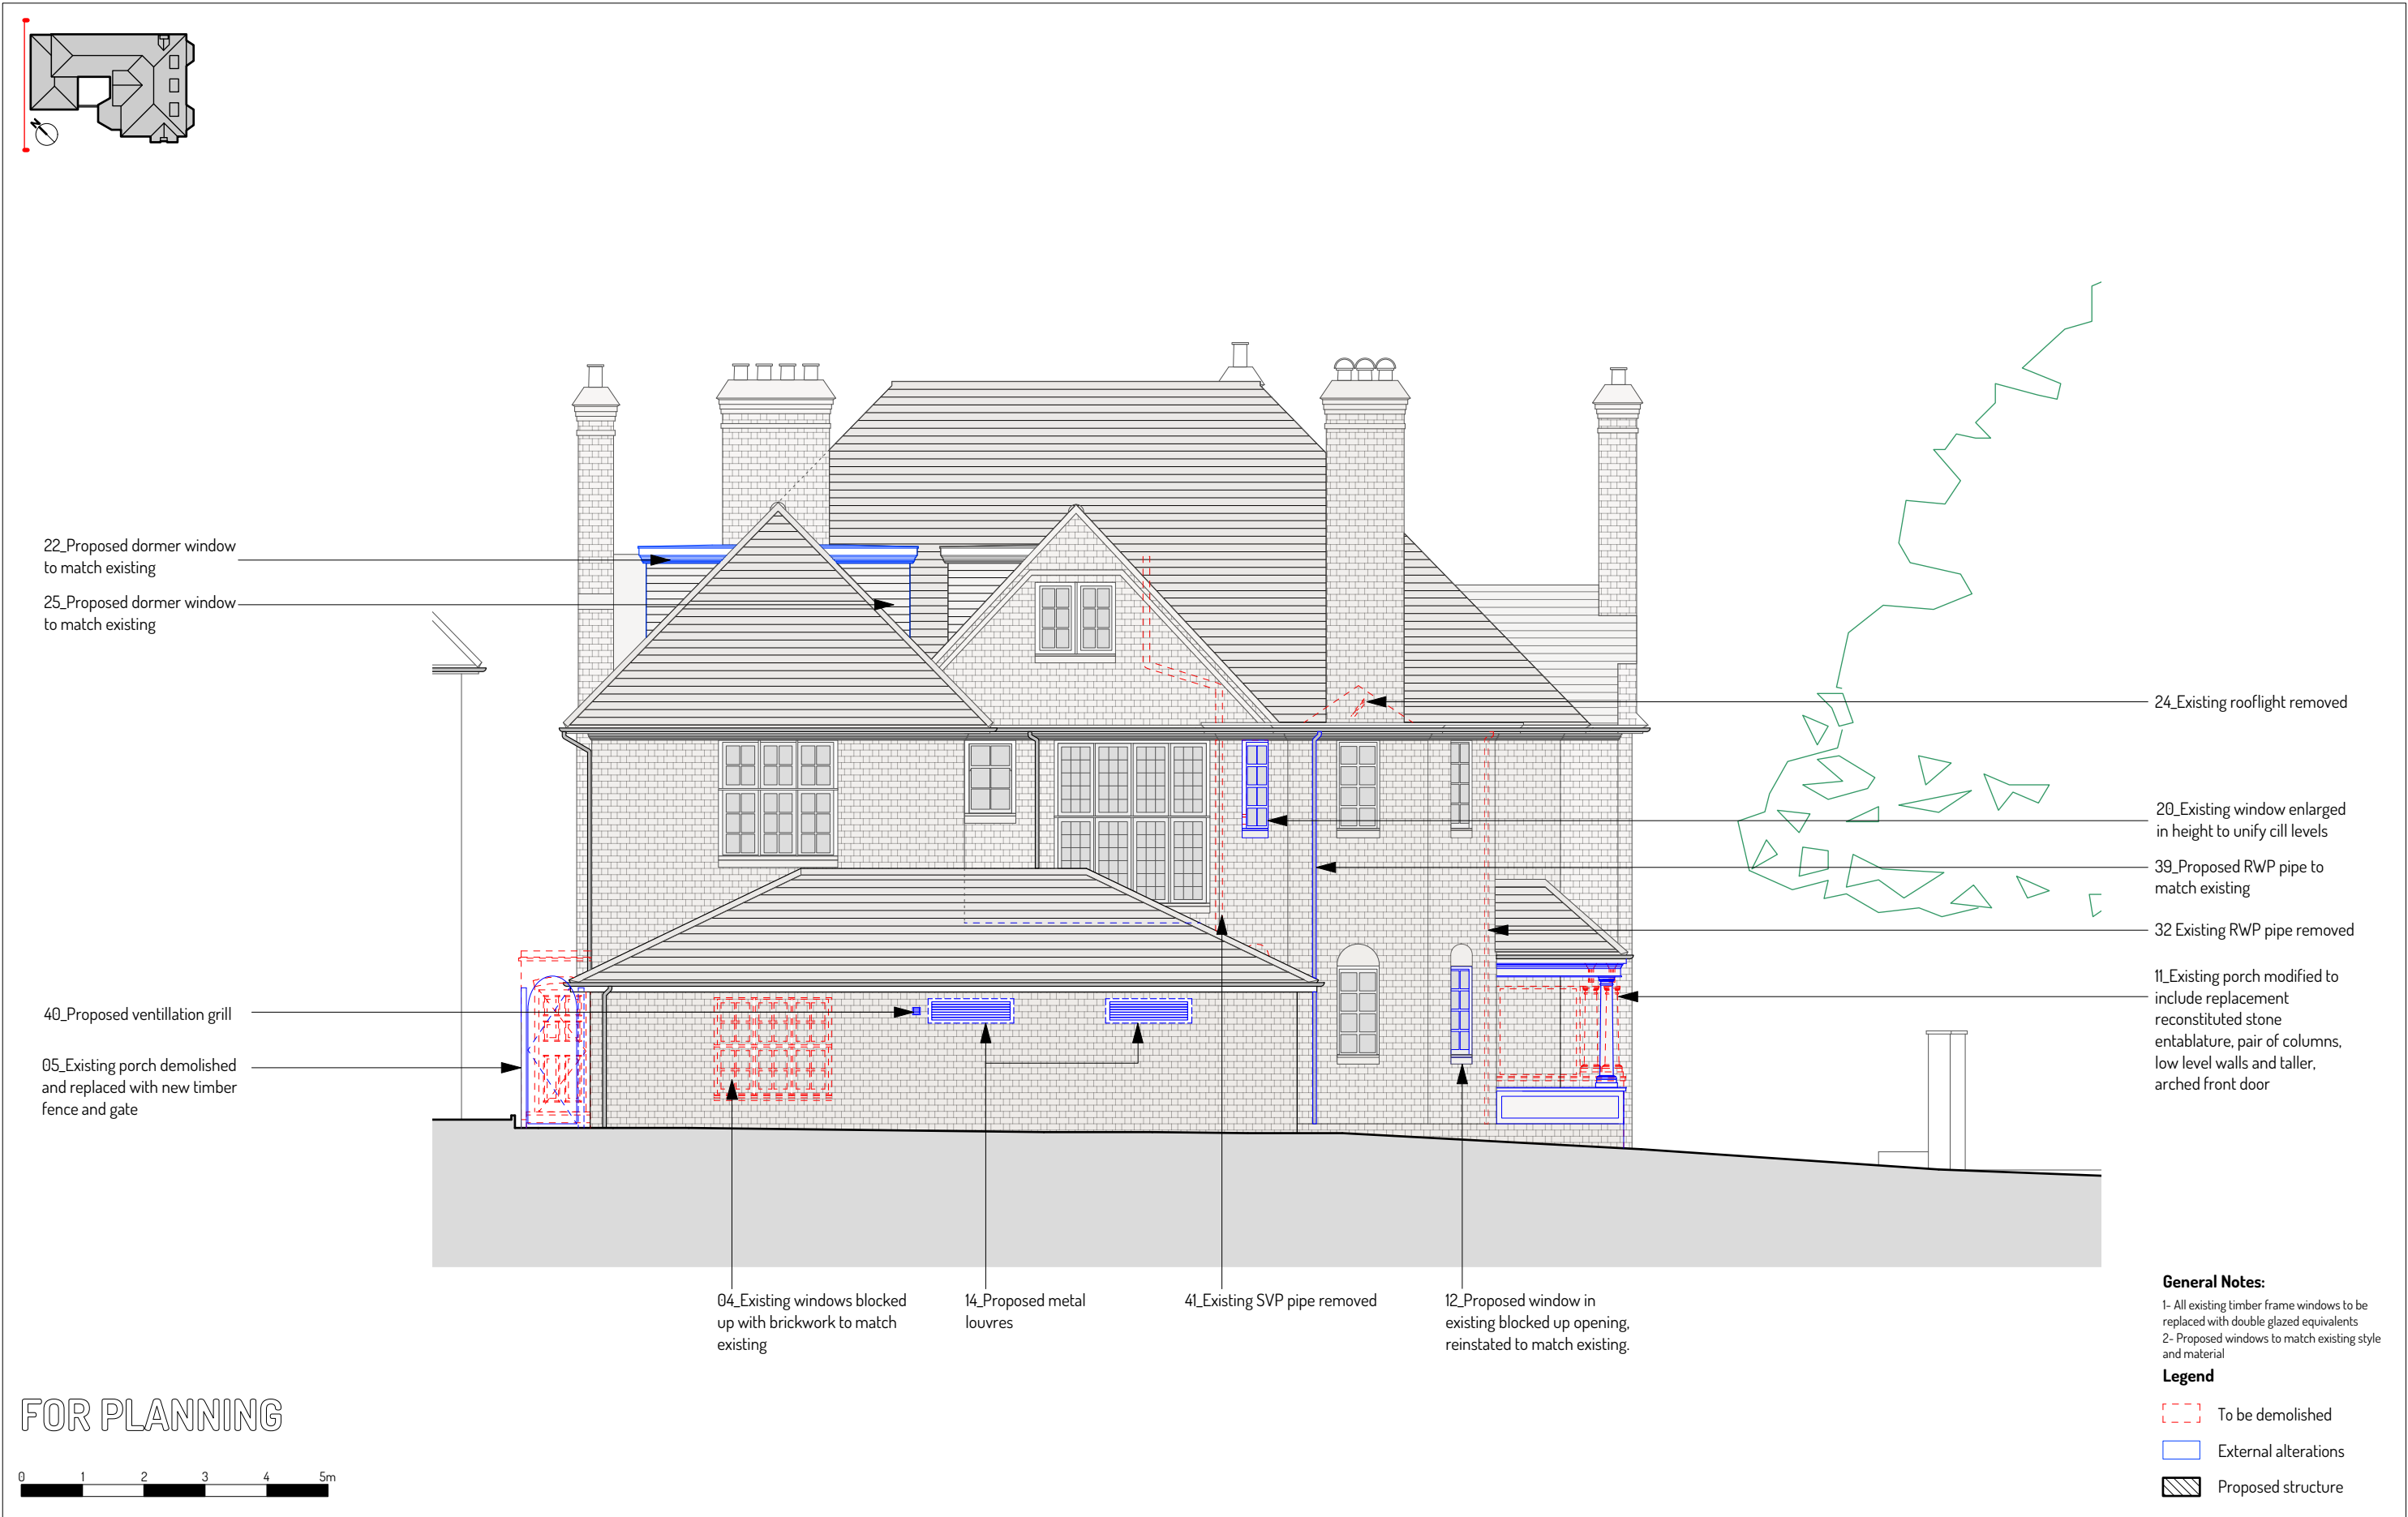 N
22_Proposed dormer window
to match existing
25_Proposed dormer window
to match existing
40_Proposed ventilation grill
05_Existing porch demolished
and replaced with new timber
fence and gate
24_Existing rooflight removed
20_Existing window enlarged
in height to unify cill levels
39_Proposed RWP pipe to
match existing
32 Existing RWP pipe removed
11_Existing porch modified to
include replacement
reconstituted stone
entablature, pair of columns,
low level walls and taller,
arched front door
04_Existing windows blocked
up with brickwork to match
existing
14_Proposed metal
louvres
41_Existing SVP pipe removed
12_Proposed window in
existing blocked up opening,
reinstated to match existing.
General Notes:
1- All existing timber frame windows to be
replaced with double glazed equivalents
2- Proposed windows to match existing style
and material
Legend
To be demolished
External alterations
Proposed structure
FOR PLANNING
0 1 2 3 4 5m